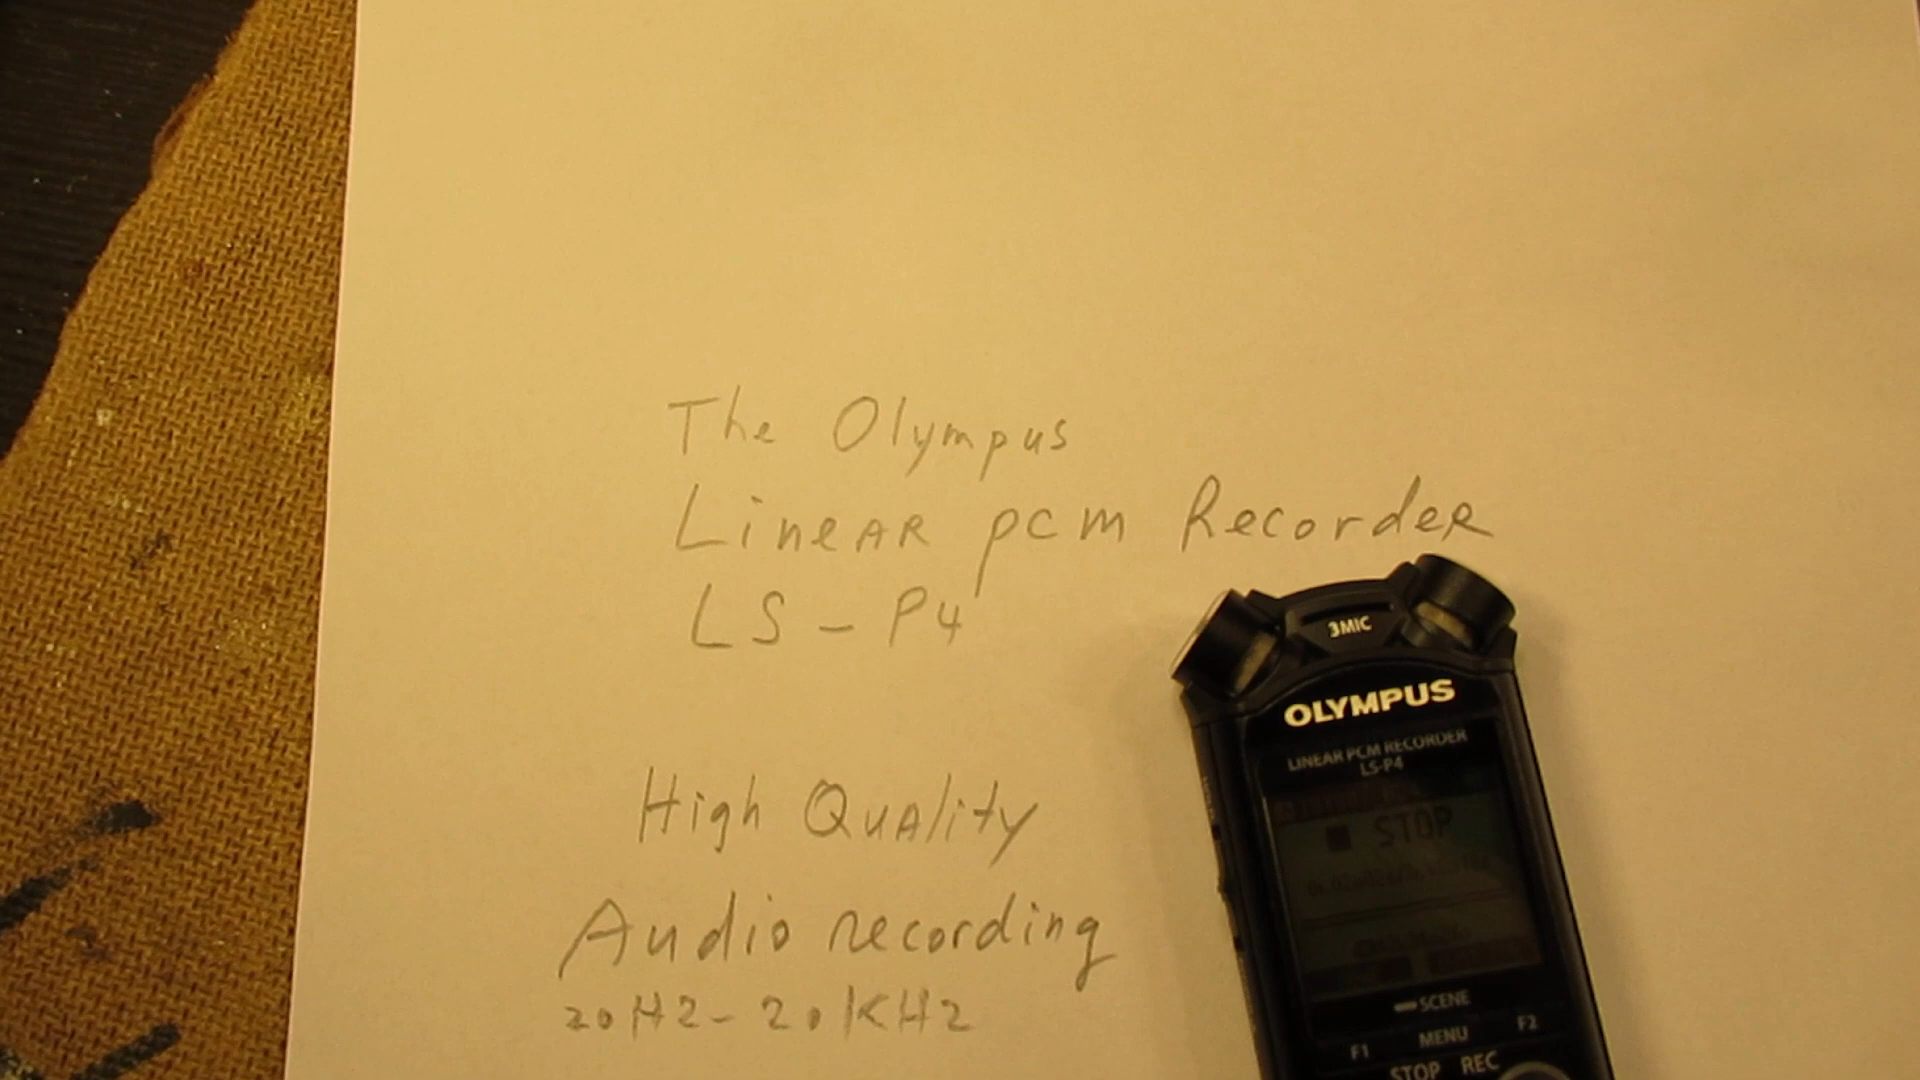 The Olympus
LineAR pcm Recorder
LS-P4
High QuAlity
Audio recording
20Hz-20KHz
3MIC
OLYMPUS
LINEAR PCM RECORDER
LS-P4
STOP
SCENE
F1 MENU F2
STOP REC